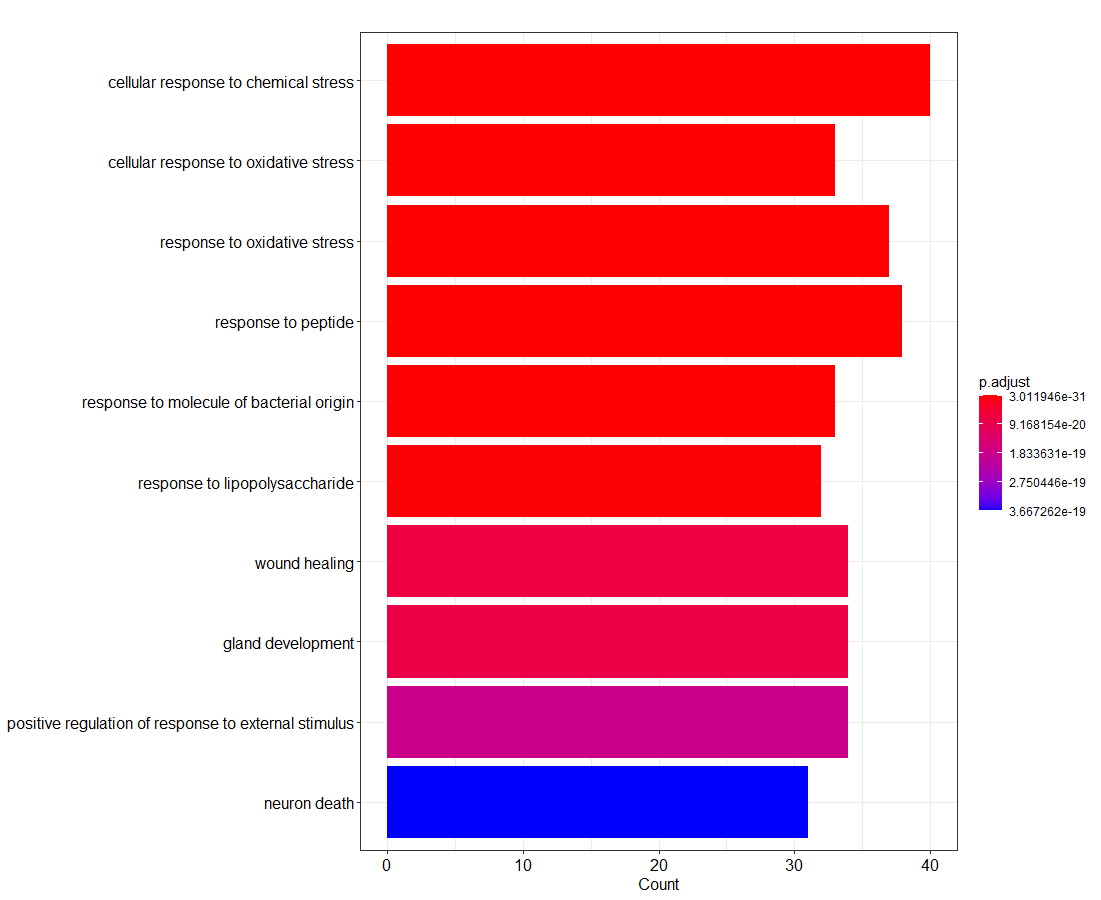 cellular response to chemical stress
cellular response to oxidative stress
response to oxidative stress
response to peptide
response to molecule of bacterial origin
response to lipopolysaccharide
wound healing
gland development
positive regulation of response to external stimulus
neuron death
0 10 20 30 40
Count
p.adjust
3.011946e-31
9.168154e-20
1.833631e-19
2.750446e-19
3.667262e-19